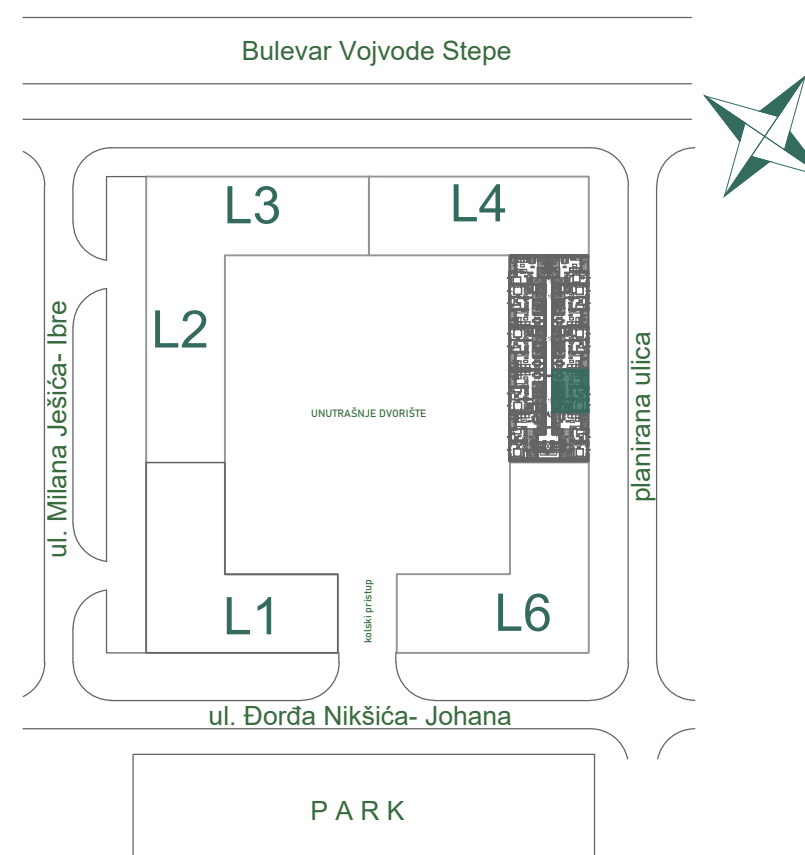 Bulevar Vojvode Stepe
L3
L4
L2
ul. Milana Ješića- Ibre
UNUTRAŠNJE DVORIŠTE
planirana ulica
L1
kolski pristup
L6
ul. Đorđa Nikšića- Johana
PARK